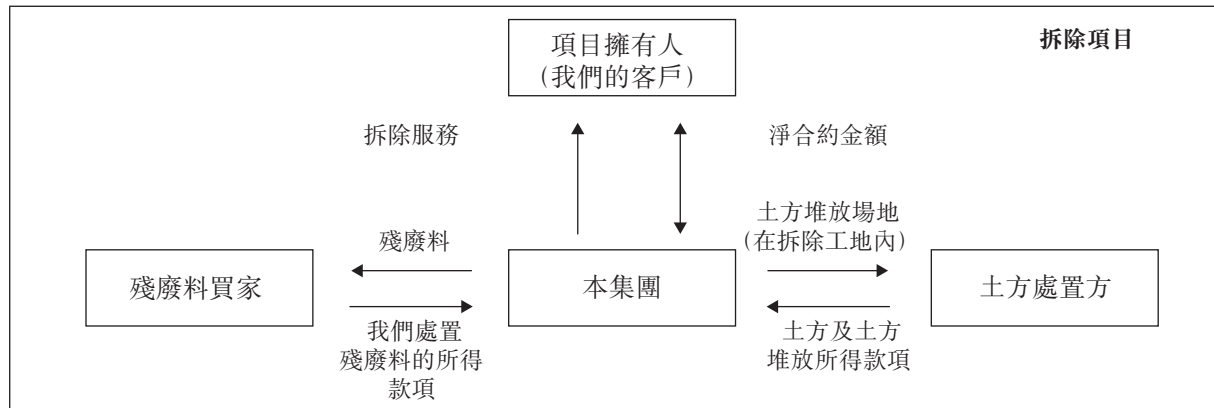 拆除項目
項目擁有人
(我們的客戶)
拆除服務
淨合約金額
殘廢料
土方堆放場地
(在拆除工地內)
殘廢料買家
本集團
土方處置方
我們處置
殘廢料的所得
款項
土方及土方
堆放所得款項